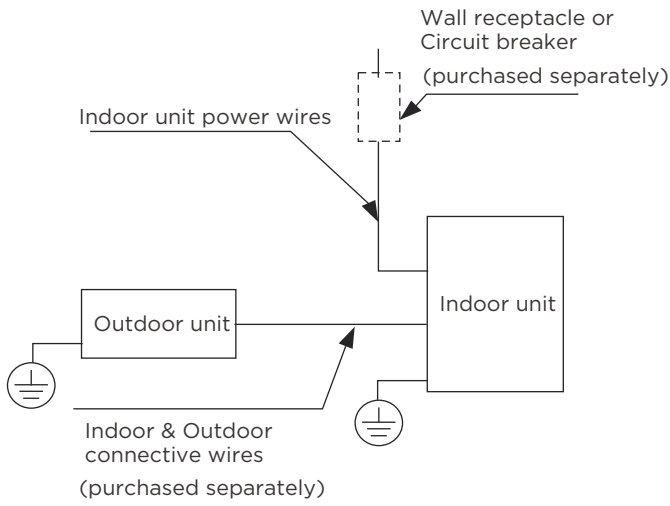 Wall receptacle or
Circuit breaker
(purchased separately)
Indoor unit power wires
Indoor unit
Outdoor unit
Indoor & Outdoor
connective wires
(purchased separately)